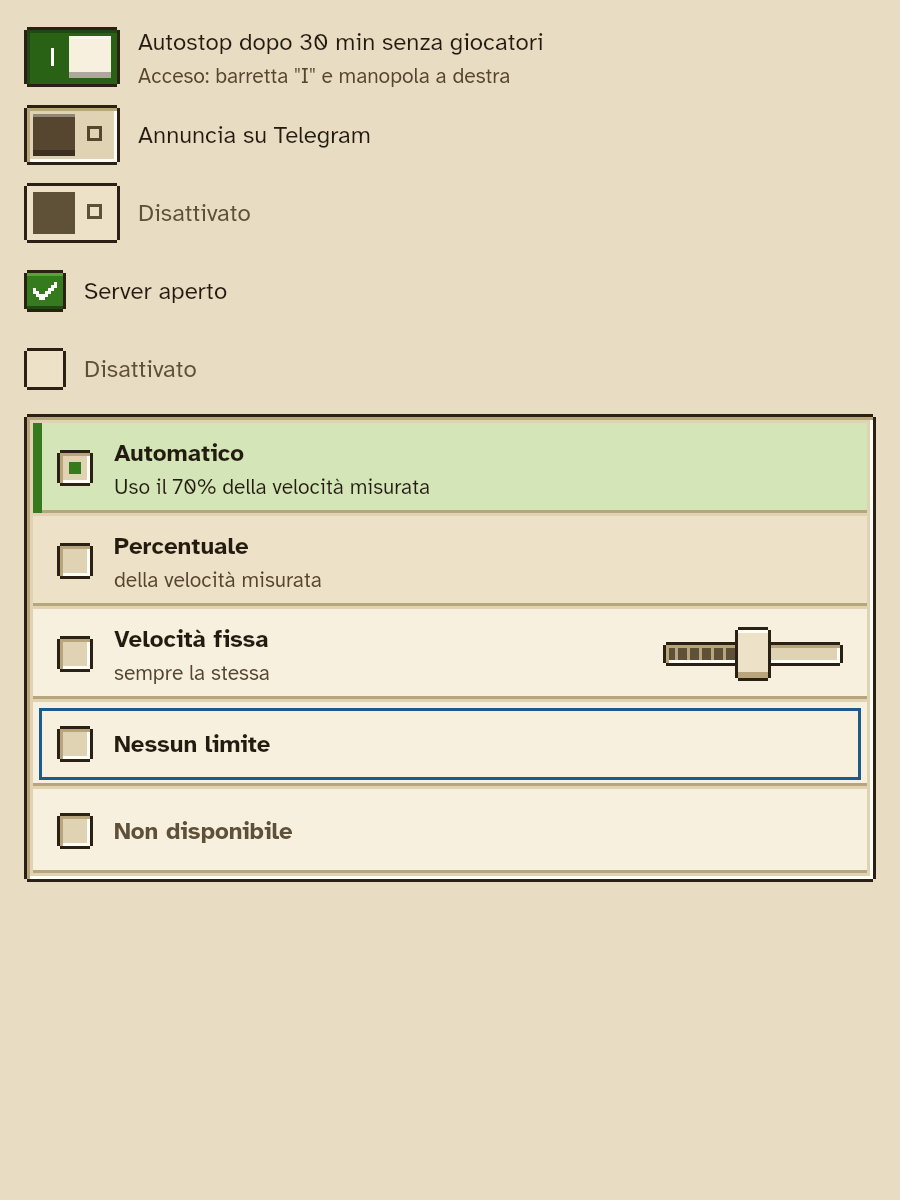 Autostop dopo 30 min senza giocatori
Acceso: barretta "I" e manopola a destra
Annuncia su Telegram
Disattivato
Server aperto
Disattivato
Automatico
Uso il 70% della velocità misurata
Percentuale
della velocità misurata
Velocità fissa
sempre la stessa
Nessun limite
Non disponibile